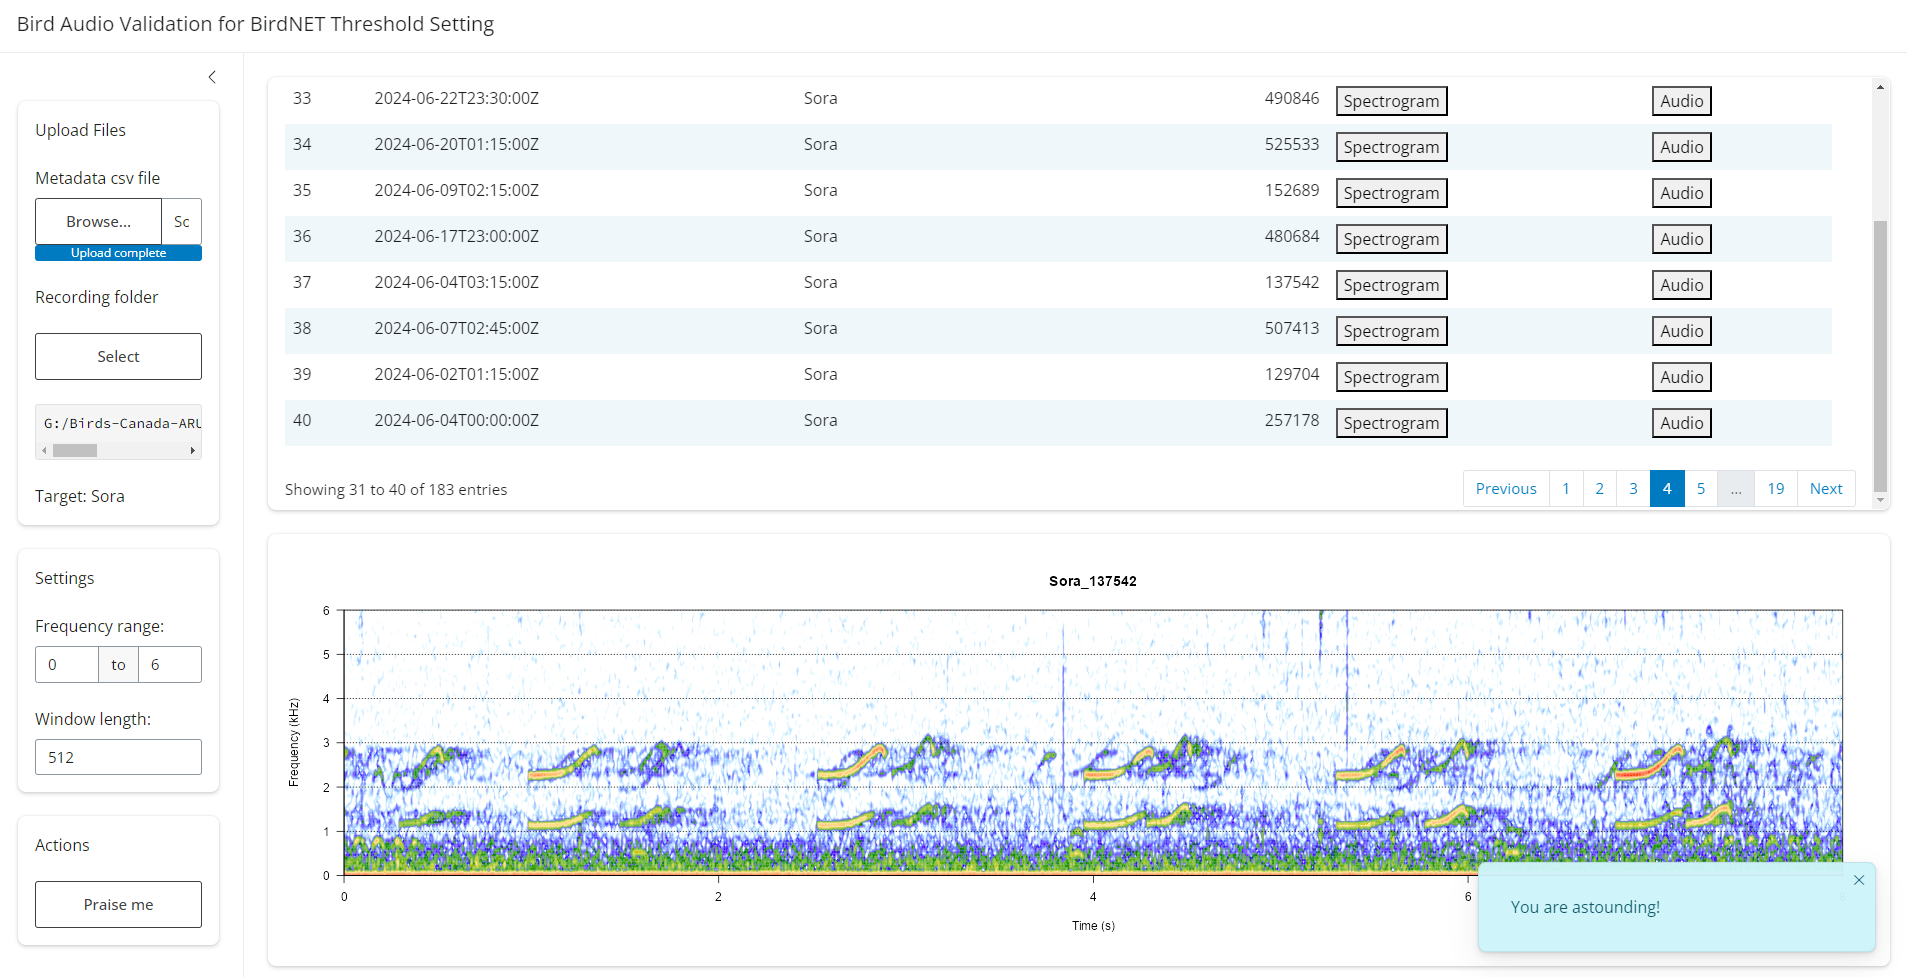 Bird Audio Validation for BirdNET Threshold Setting
Upload Files
Metadata csv file
Browse... Sc
Upload complete
Recording folder
Select
G:/Birds-Canada-ARU
Target: Sora
Settings
Frequency range:
0 to 6
Window length:
512
Actions
Praise me
33 2024-06-22T23:30:00Z Sora 490846 Spectrogram Audio
34 2024-06-20T01:15:00Z Sora 525533 Spectrogram Audio
35 2024-06-09T02:15:00Z Sora 152689 Spectrogram Audio
36 2024-06-17T23:00:00Z Sora 480684 Spectrogram Audio
37 2024-06-04T03:15:00Z Sora 137542 Spectrogram Audio
38 2024-06-07T02:45:00Z Sora 507413 Spectrogram Audio
39 2024-06-02T01:15:00Z Sora 129704 Spectrogram Audio
40 2024-06-04T00:00:00Z Sora 257178 Spectrogram Audio
Showing 31 to 40 of 183 entries Previous 1 2 3 4 5 ... 19 Next
Sora_137542
Frequency (kHz)
6
5
4
3
2
1
0
0 2 4 6 8
Time (s)
You are astounding!